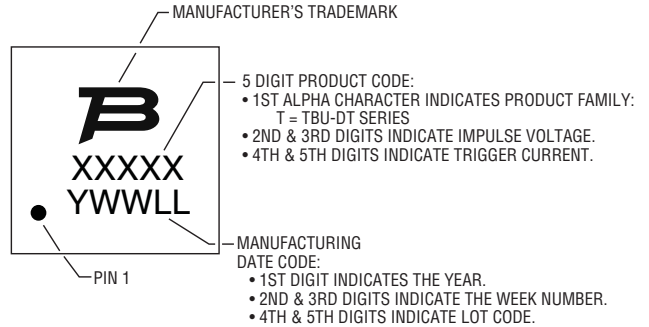 MANUFACTURER'S TRADEMARK
5 DIGIT PRODUCT CODE:
• 1ST ALPHA CHARACTER INDICATES PRODUCT FAMILY:
T = TBU-DT SERIES
• 2ND & 3RD DIGITS INDICATE IMPULSE VOLTAGE.
• 4TH & 5TH DIGITS INDICATE TRIGGER CURRENT.
B
XXXXX
YWWLL
MANUFACTURING
DATE CODE:
• 1ST DIGIT INDICATES THE YEAR.
• 2ND & 3RD DIGITS INDICATE THE WEEK NUMBER.
• 4TH & 5TH DIGITS INDICATE LOT CODE.
PIN 1